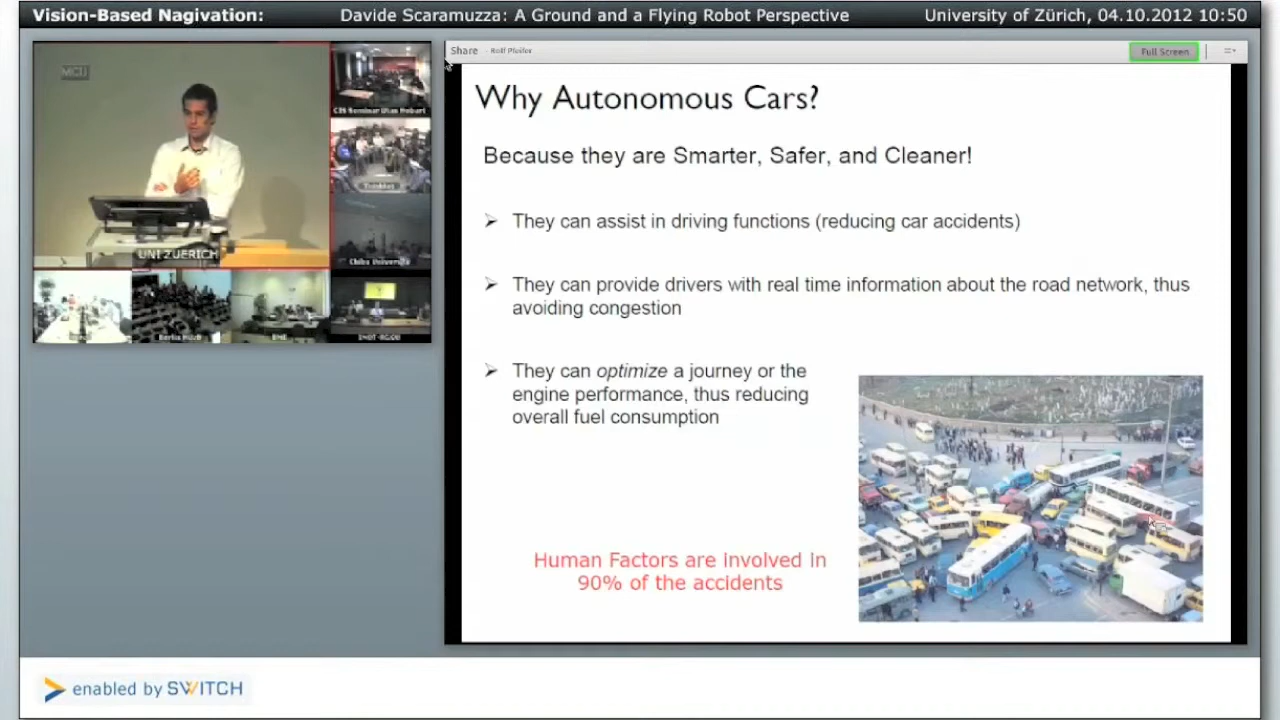 Vision-Based Nagivation: Davide Scaramuzza: A Ground and a Flying Robot Perspective University of Zürich, 04.10.2012 10:50
MCU
UNI ZUERICH
Chiba University
Share - Rolf Pfeifer
Full Screen
Why Autonomous Cars?
Because they are Smarter, Safer, and Cleaner!
➢ They can assist in driving functions (reducing car accidents)
➢ They can provide drivers with real time information about the road network, thus
avoiding congestion
➢ They can optimize a journey or the
engine performance, thus reducing
overall fuel consumption
Human Factors are involved in
90% of the accidents
enabled by SWITCH